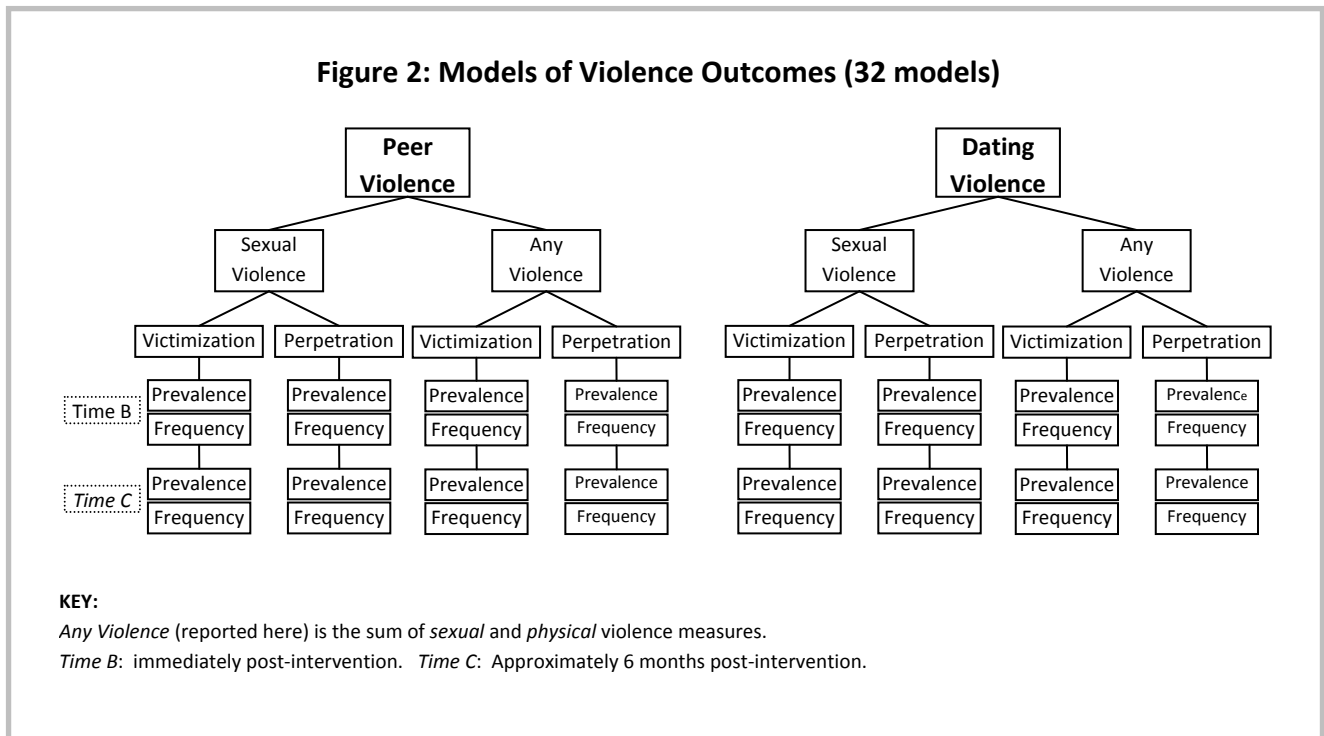 Figure 2: Models of Violence Outcomes (32 models)
Peer
Violence
Dating
Violence
Sexual
Violence
Any
Violence
Sexual
Violence
Any
Violence
Victimization Perpetration Victimization Perpetration Victimization Perpetration Victimization Perpetration
Time B
Prevalence Prevalence Prevalence Prevalence Prevalence Prevalence Prevalence Prevalence
Frequency Frequency Frequency Frequency Frequency Frequency Frequency Frequency
Time C
Prevalence Prevalence Prevalence Prevalence Prevalence Prevalence Prevalence Prevalence
Frequency Frequency Frequency Frequency Frequency Frequency Frequency Frequency
KEY:
Any Violence (reported here) is the sum of sexual and physical violence measures.
Time B: immediately post-intervention. Time C: Approximately 6 months post-intervention.